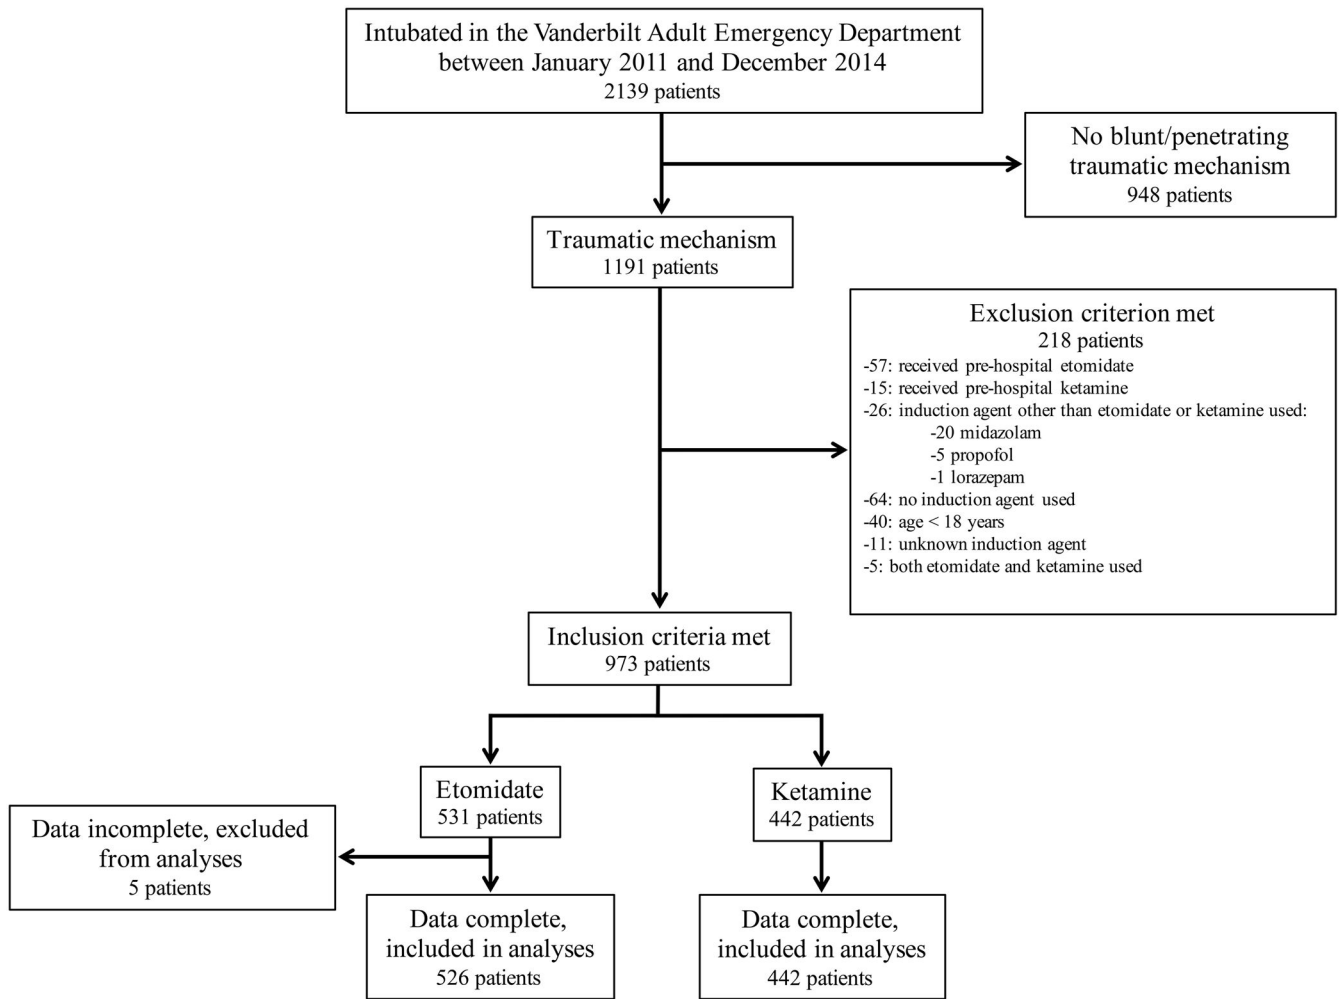 Intubated in the Vanderbilt Adult Emergency Department
between January 2011 and December 2014
2139 patients
No blunt/penetrating
traumatic mechanism
948 patients
Traumatic mechanism
1191 patients
Exclusion criterion met
218 patients
-57: received pre-hospital etomidate
-15: received pre-hospital ketamine
-26: induction agent other than etomidate or ketamine used:
-20 midazolam
-5 propofol
-1 lorazepam
-64: no induction agent used
-40: age < 18 years
-11: unknown induction agent
-5: both etomidate and ketamine used
Inclusion criteria met
973 patients
Etomidate
531 patients
Ketamine
442 patients
Data incomplete, excluded
from analyses
5 patients
Data complete,
included in analyses
526 patients
Data complete,
included in analyses
442 patients